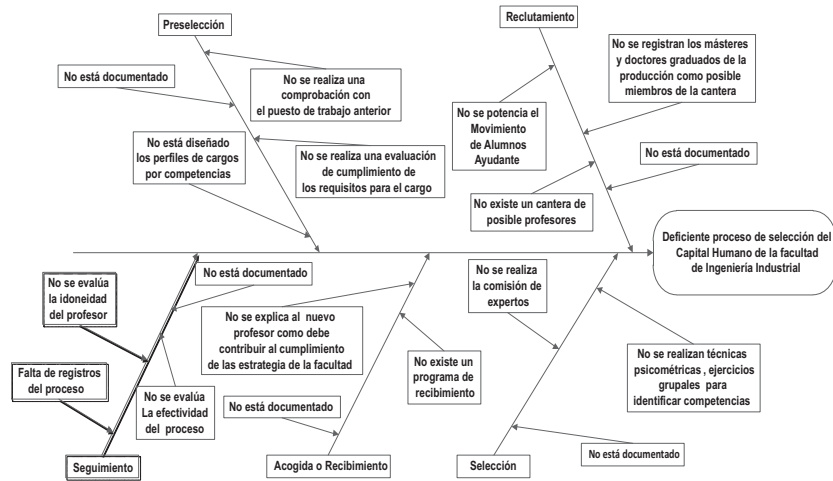 Preselección
Reclutamiento
No está documentado
No se realiza una
comprobación con
el puesto de trabajo anterior
No está diseñado
los perfiles de cargos
por competencias
No se realiza una evaluación
de cumplimiento de
los requisitos para el cargo
No se registran los másteres
y doctores graduados de la
producción como posible
miembros de la cantera
No se potencia el
Movimiento
de Alumnos
Ayudante
No está documentado
No existe un cantera de
posible profesores
Deficiente proceso de selección del
Capital Humano de la facultad
de Ingeniería Industrial
No se evalúa
la idoneidad
del profesor
No está documentado
No se explica al nuevo
profesor como debe
contribuir al cumplimiento
de las estrategia de la facultad
No se realiza
la comisión de
expertos
Falta de registros
del proceso
No se evalúa
La efectividad
del proceso
No está documentado
No existe un
programa de
recibimiento
No se realizan técnicas
psicométricas , ejercicios
grupales para
identificar competencias
No está documentado
Seguimiento
Acogida o Recibimiento
Selección